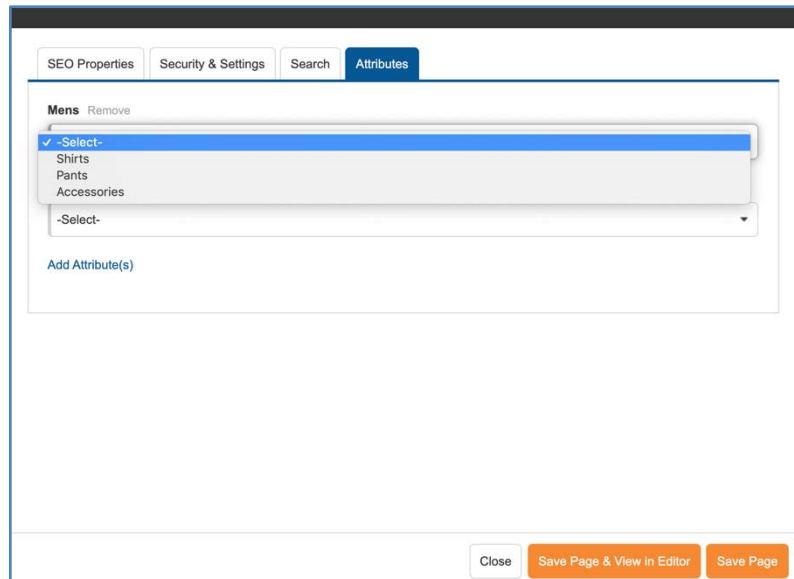 SEO Properties Security & Settings Search Attributes
Mens Remove
✓ -Select-
Shirts
Pants
Accessories
-Select-
Add Attribute(s)
Close Save Page & View in Editor Save Page